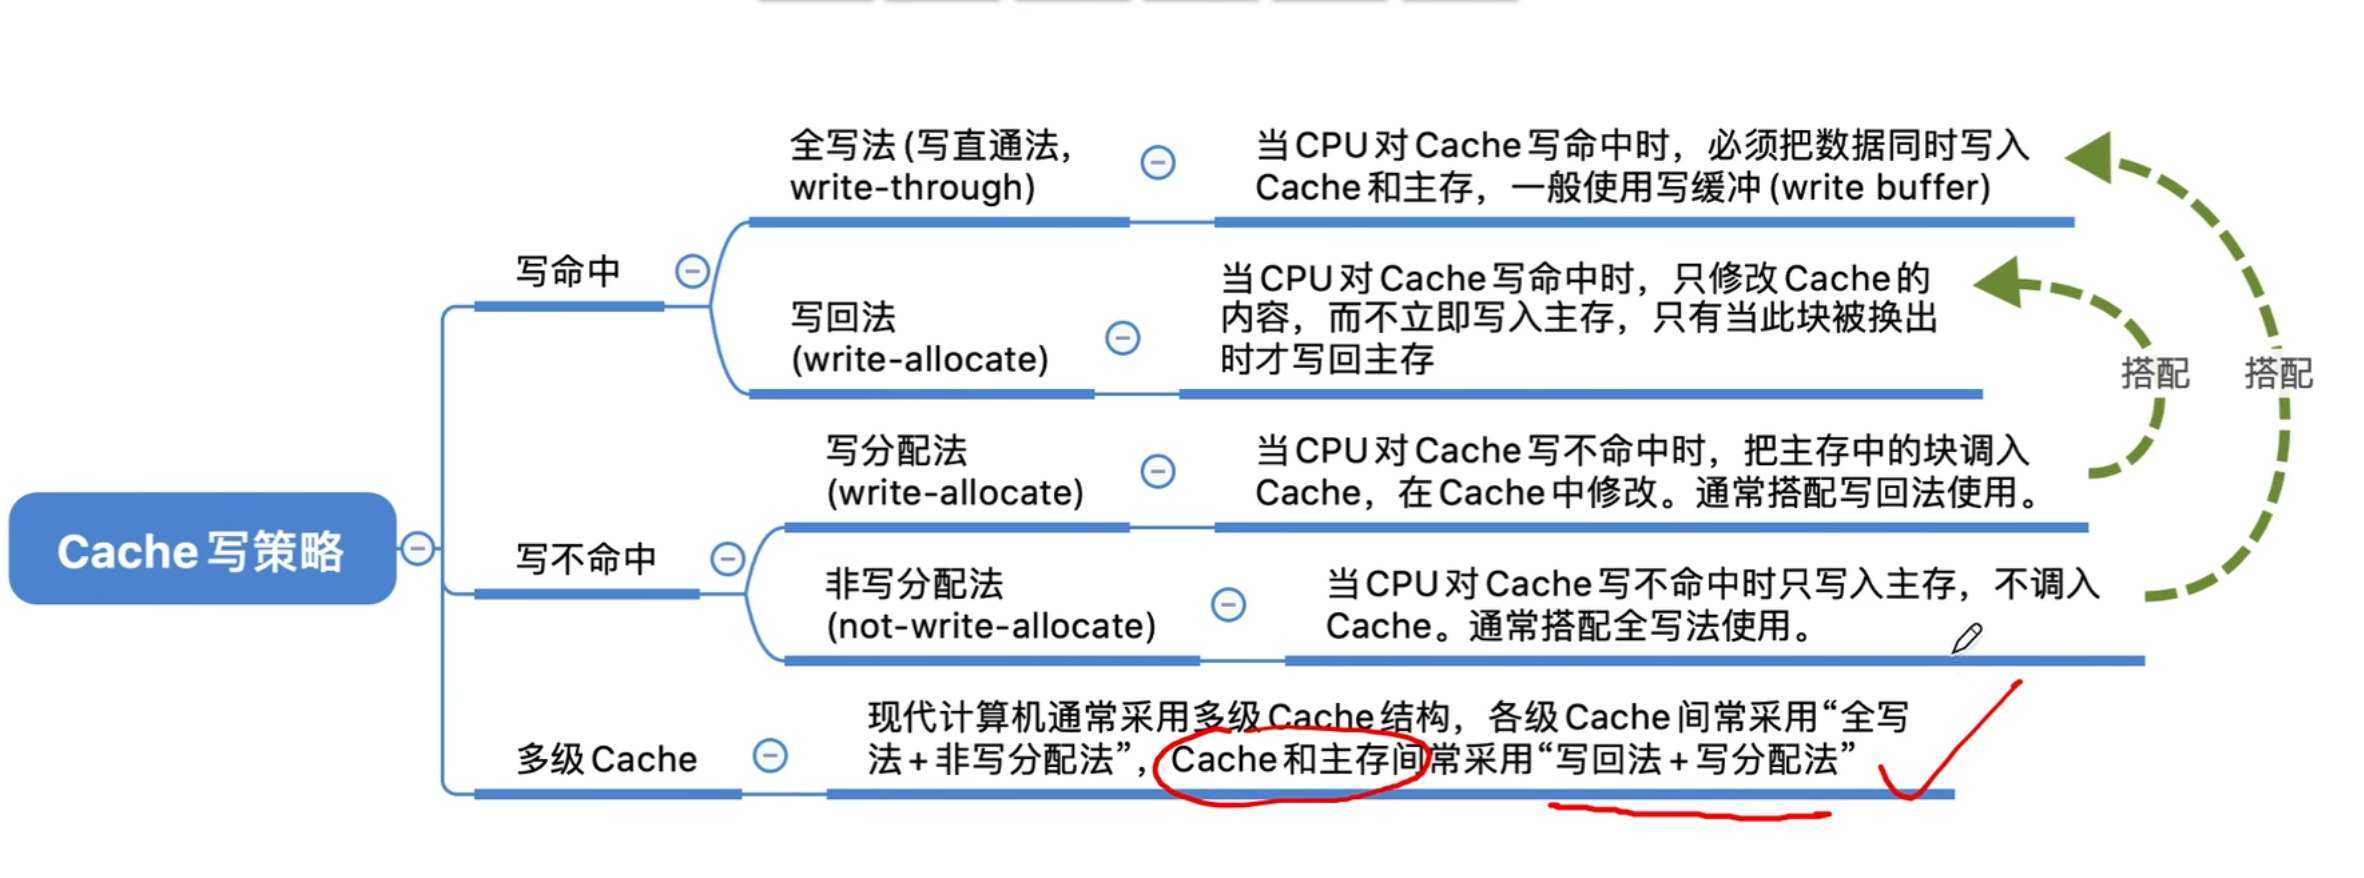 全写法(写直通法,
write-through)
当CPU对Cache写命中时，必须把数据同时写入
Cache和主存，一般使用写缓冲(write buffer)
写命中
写回法
(write-allocate)
当CPU对Cache写命中时，只修改Cache的
内容，而不立即写入主存，只有当此块被换出
时才写回主存
搭配
搭配
Cache写策略
写不命中
写分配法
(write-allocate)
当CPU对Cache写不命中时，把主存中的块调入
Cache，在Cache中修改。通常搭配写回法使用。
非写分配法
(not-write-allocate)
当CPU对Cache写不命中时只写入主存，不调入
Cache。通常搭配全写法使用。
多级Cache
现代计算机通常采用多级Cache结构，各级Cache间常采用“全写
法+非写分配法”，Cache和主存间常采用“写回法+写分配法”